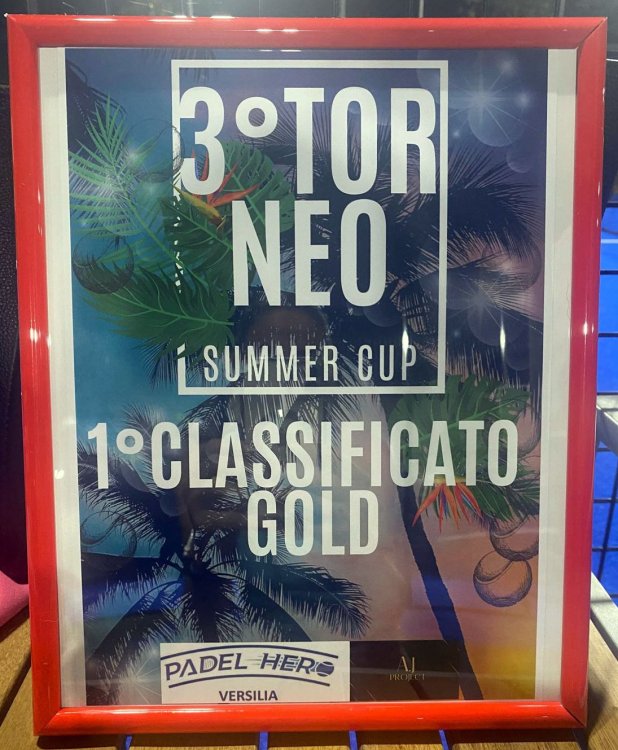 3°TOR
NEO
SUMMER CUP
1°CLASSIFICATO
GOLD
PADEL HERO
VERSILIA
AJ
PROJECT